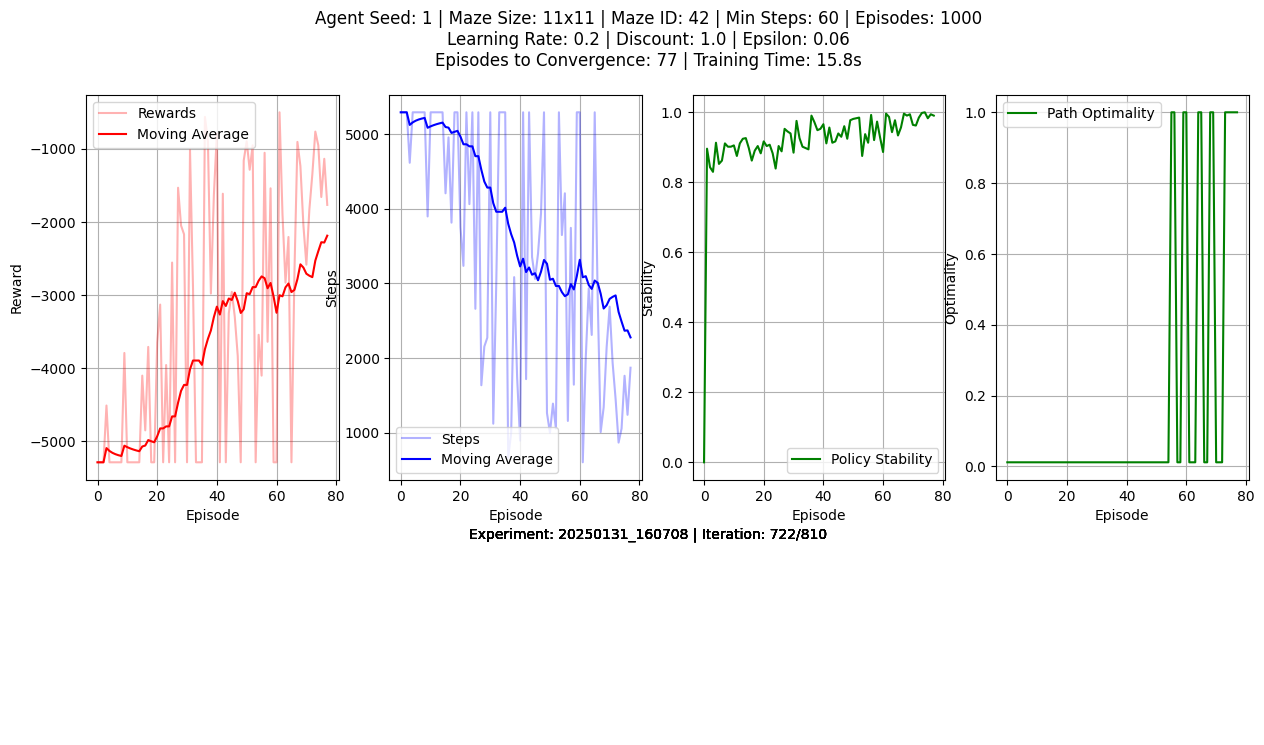 Agent Seed: 1 | Maze Size: 11x11 | Maze ID: 42 | Min Steps: 60 | Episodes: 1000
Learning Rate: 0.2 | Discount: 1.0 | Epsilon: 0.06
Episodes to Convergence: 77 | Training Time: 15.8s
Reward
−1000
−2000
−3000
−4000
−5000
Rewards
Moving Average
0 20 40 60 80
Episode
Steps
5000
4000
3000
2000
1000
Steps
Moving Average
0 20 40 60 80
Episode
Stability
1.0
0.8
0.6
0.4
0.2
0.0
Policy Stability
0 20 40 60 80
Episode
Optimality
1.0
0.8
0.6
0.4
0.2
0.0
Path Optimality
0 20 40 60 80
Episode
Experiment: 20250131_160708 | Iteration: 722/810